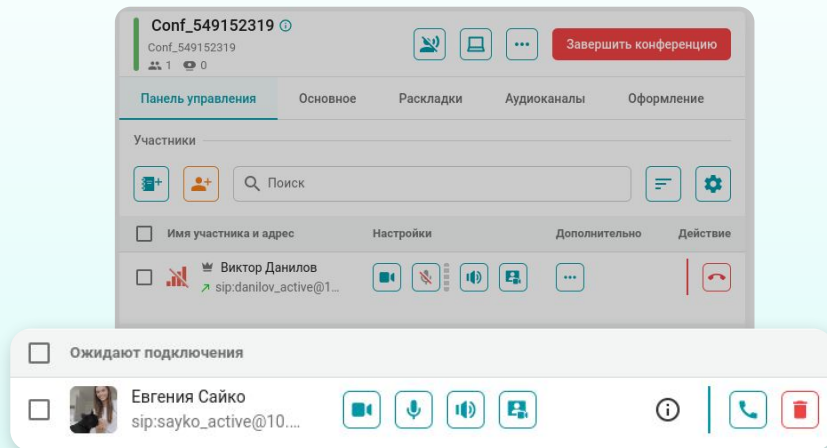 Conf_549152319
Conf_549152319
1 0
Завершить конференцию
Панель управления Основное Раскладки Аудиоканалы Оформление
Участники
Поиск
Имя участника и адрес Настройки Дополнительно Действие
Виктор Данилов
sip:danilov_active@1...
Ожидают подключения
Евгения Сайко
sip:sayko_active@10....